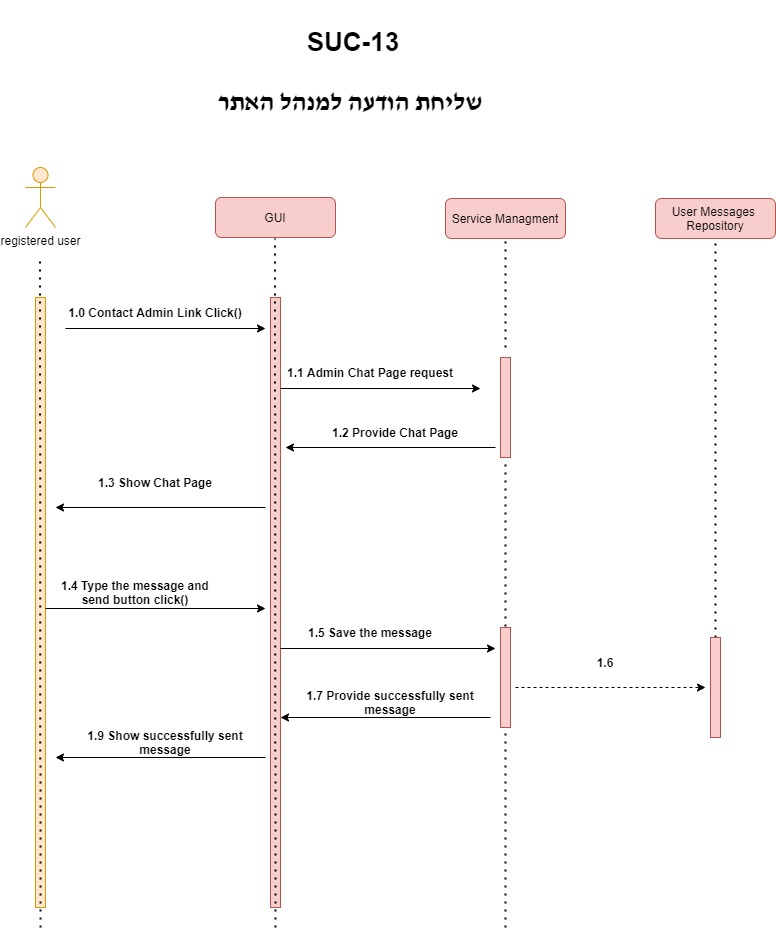 SUC-13
שליחת הודעה למנהל האתר
registered user
GUI
Service Managment
User Messages
Repository
1.0 Contact Admin Link Click()
1.1 Admin Chat Page request
1.2 Provide Chat Page
1.3 Show Chat Page
1.4 Type the message and
send button click()
1.5 Save the message
1.6
1.7 Provide successfully sent
message
1.9 Show successfully sent
message